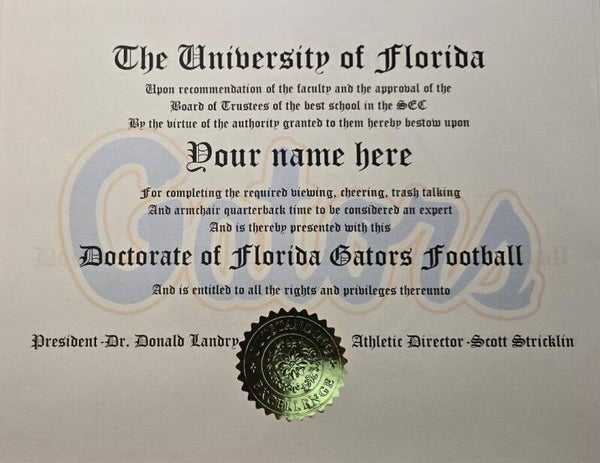 The University of Florida
Upon recommendation of the faculty and the approval of the
Board of Trustees of the best school in the SEC
By the virtue of the authority granted to them hereby bestow upon
Your name here
For completing the required viewing, cheering, trash talking
And armchair quarterback time to be considered an expert
And is thereby presented with this
Doctorate of Florida Gators Football
And is entitled to all the rights and privileges thereunto
President-Dr. Donald Landry
Athletic Director-Scott Stricklin
OUTSTANDING
EXCELLENCE
Gators